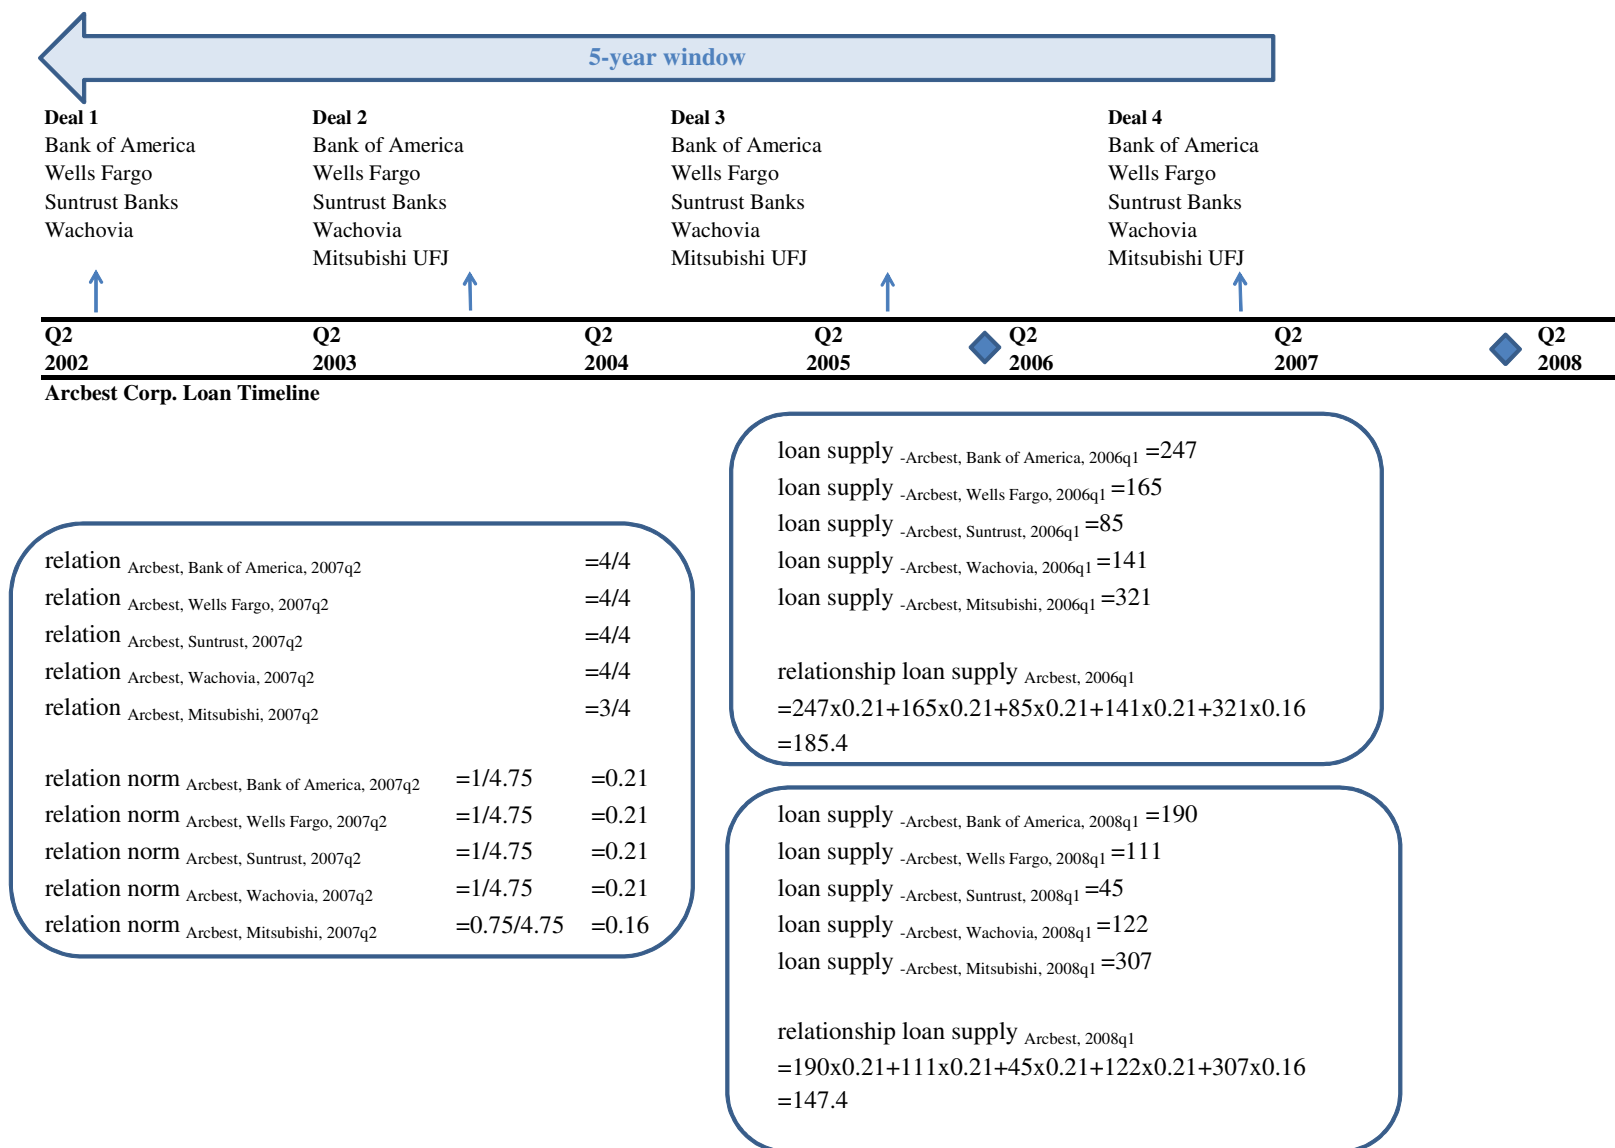 5-year window
Deal 1 Deal 2 Deal 3 Deal 4
Bank of America Bank of America Bank of America Bank of America
Wells Fargo Wells Fargo Wells Fargo Wells Fargo
Suntrust Banks Suntrust Banks Suntrust Banks Suntrust Banks
Wachovia Wachovia Wachovia Wachovia
Mitsubishi UFJ Mitsubishi UFJ Mitsubishi UFJ
Q2 Q2 Q2 Q2 Q2 Q2 Q2
2002 2003 2004 2005 2006 2007 2008
Arcbest Corp. Loan Timeline
relation Arcbest, Bank of America, 2007q2 =4/4
relation Arcbest, Wells Fargo, 2007q2 =4/4
relation Arcbest, Suntrust, 2007q2 =4/4
relation Arcbest, Wachovia, 2007q2 =4/4
relation Arcbest, Mitsubishi, 2007q2 =3/4
relation norm Arcbest, Bank of America, 2007q2 =1/4.75 =0.21
relation norm Arcbest, Wells Fargo, 2007q2 =1/4.75 =0.21
relation norm Arcbest, Suntrust, 2007q2 =1/4.75 =0.21
relation norm Arcbest, Wachovia, 2007q2 =1/4.75 =0.21
relation norm Arcbest, Mitsubishi, 2007q2 =0.75/4.75 =0.16
loan supply -Arcbest, Bank of America, 2006q1 =247
loan supply -Arcbest, Wells Fargo, 2006q1 =165
loan supply -Arcbest, Suntrust, 2006q1 =85
loan supply -Arcbest, Wachovia, 2006q1 =141
loan supply -Arcbest, Mitsubishi, 2006q1 =321
relationship loan supply Arcbest, 2006q1
=247x0.21+165x0.21+85x0.21+141x0.21+321x0.16
=185.4
loan supply -Arcbest, Bank of America, 2008q1 =190
loan supply -Arcbest, Wells Fargo, 2008q1 =111
loan supply -Arcbest, Suntrust, 2008q1 =45
loan supply -Arcbest, Wachovia, 2008q1 =122
loan supply -Arcbest, Mitsubishi, 2008q1 =307
relationship loan supply Arcbest, 2008q1
=190x0.21+111x0.21+45x0.21+122x0.21+307x0.16
=147.4